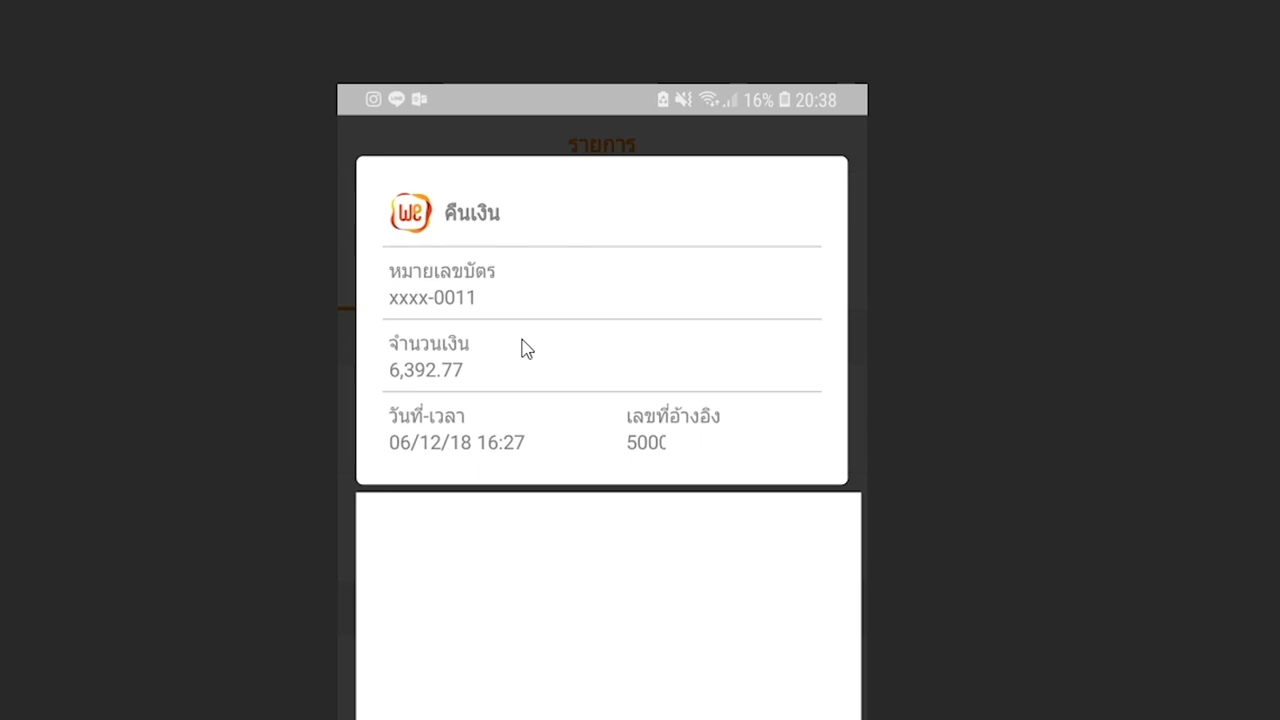 16% 20:38
รายการ
we คืนเงิน
หมายเลขบัตร
xxxx-0011
จำนวนเงิน
6,392.77
วันที่-เวลา เลขที่อ้างอิง
06/12/18 16:27 5000